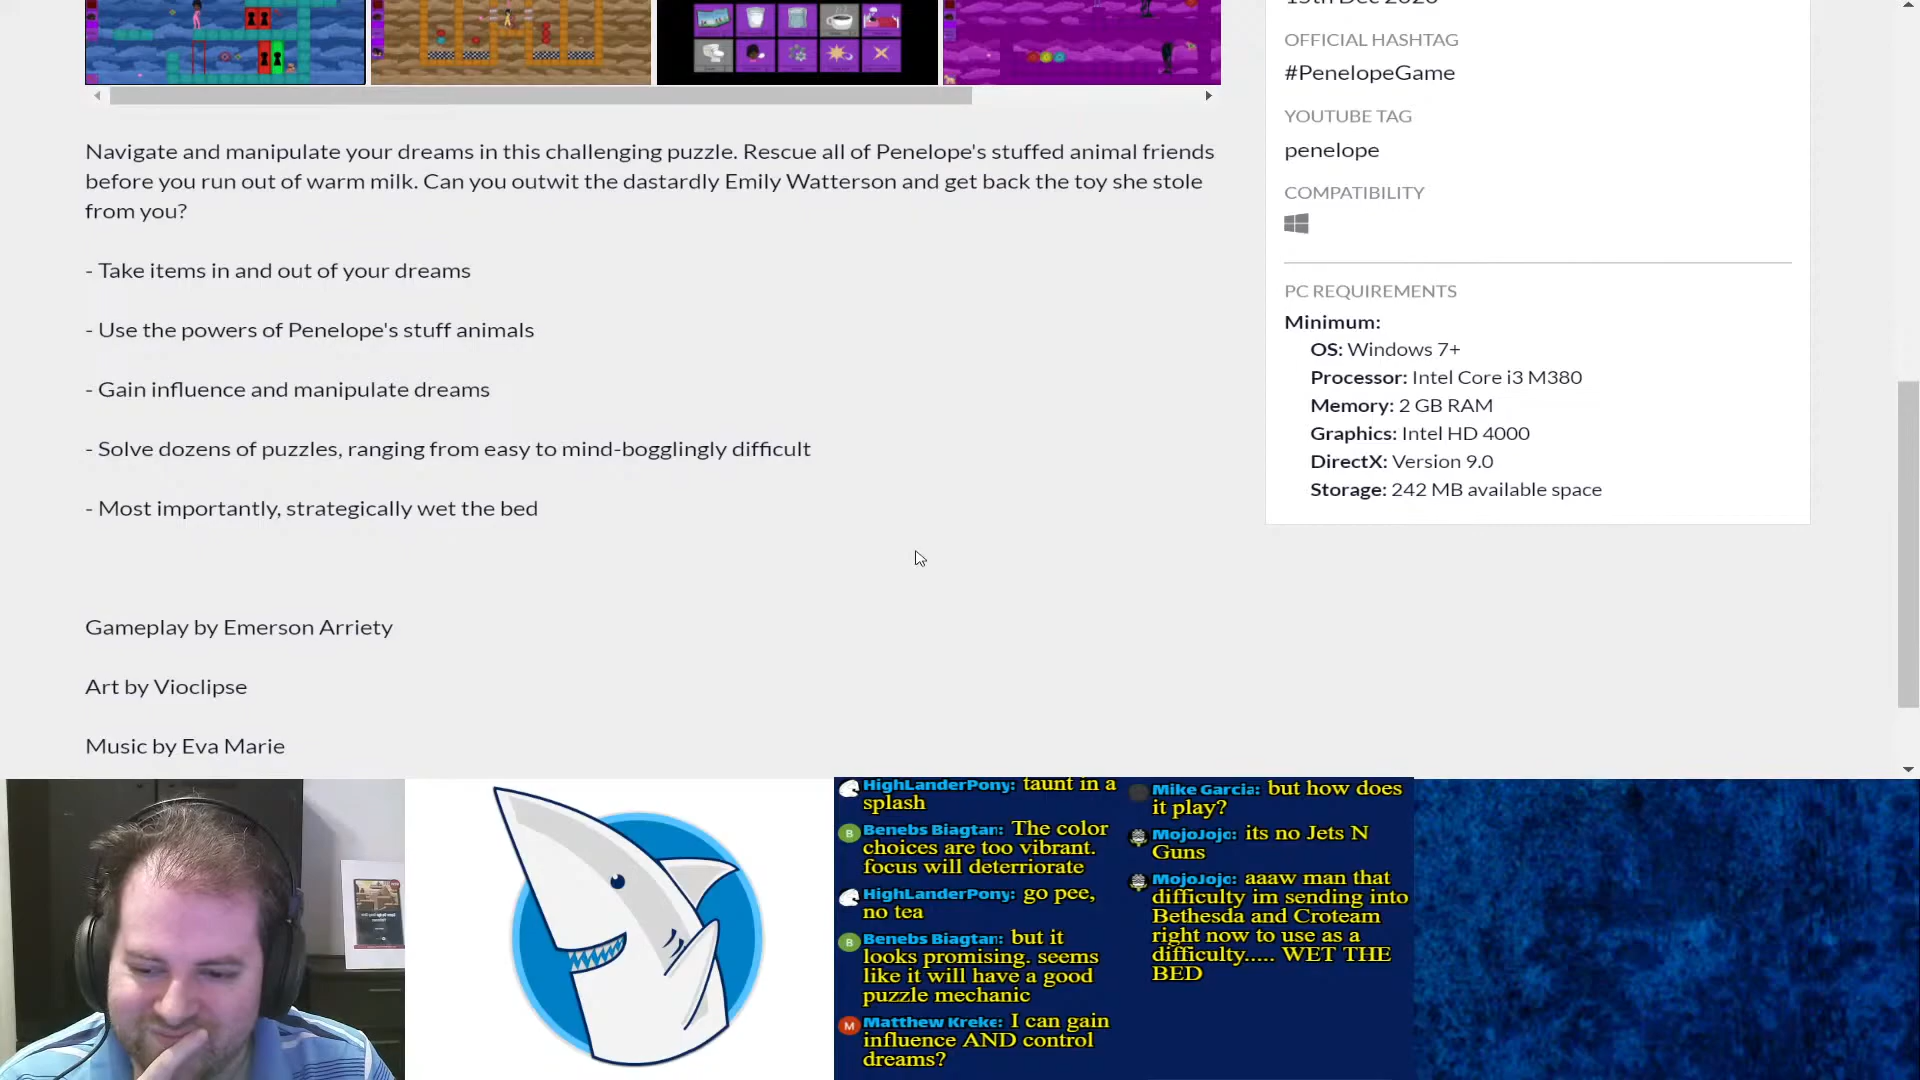 15th Dec 2020
OFFICIAL HASHTAG
#PenelopeGame
YOUTUBE TAG
penelope
COMPATIBILITY
PC REQUIREMENTS
Minimum:
OS: Windows 7+
Processor: Intel Core i3 M380
Memory: 2 GB RAM
Graphics: Intel HD 4000
DirectX: Version 9.0
Storage: 242 MB available space
Navigate and manipulate your dreams in this challenging puzzle. Rescue all of Penelope's stuffed animal friends
before you run out of warm milk. Can you outwit the dastardly Emily Watterson and get back the toy she stole
from you?
- Take items in and out of your dreams
- Use the powers of Penelope's stuff animals
- Gain influence and manipulate dreams
- Solve dozens of puzzles, ranging from easy to mind-bogglingly difficult
- Most importantly, strategically wet the bed
Gameplay by Emerson Arriety
Art by Vioclipse
Music by Eva Marie
HighLanderPony: taunt in a
splash
B Benebs Biagtan: The color
choices are too vibrant.
focus will deteriorate
HighLanderPony: go pee,
no tea
B Benebs Biagtan: but it
looks promising. seems
like it will have a good
puzzle mechanic
M Matthew Kreke: I can gain
influence AND control
dreams?
Mike Garcia: but how does
it play?
MojoJojo: its no Jets N
Guns
MojoJojo: aaaw man that
difficulty im sending into
Bethesda and Croteam
right now to use as a
difficulty..... WET THE
BED